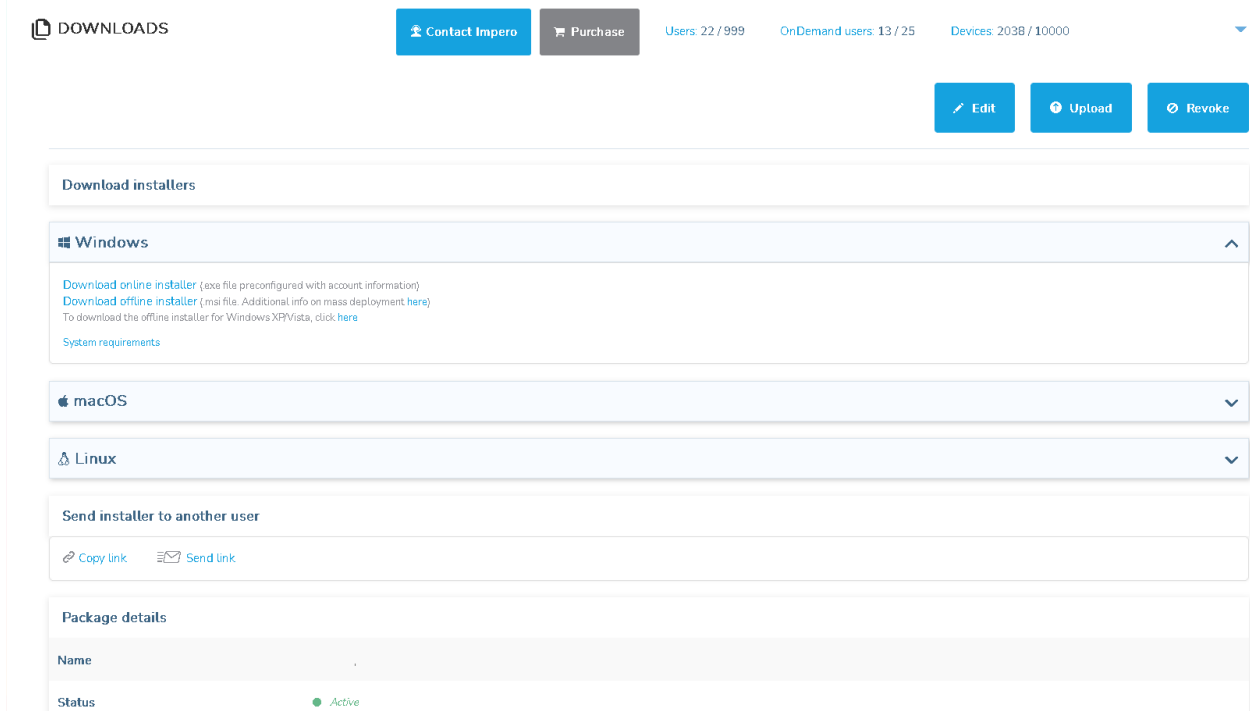 DOWNLOADS
Contact Impero
Purchase
Users: 22 / 999
OnDemand users: 13 / 25
Devices: 2038 / 10000
Edit
Upload
Revoke
Download installers
Windows
Download online installer (.exe file preconfigured with account information)
Download offline installer (.msi file. Additional info on mass deployment here)
To download the offline installer for Windows XP/Vista, click here
System requirements
macOS
Linux
Send installer to another user
Copy link
Send link
Package details
Name
Status
Active